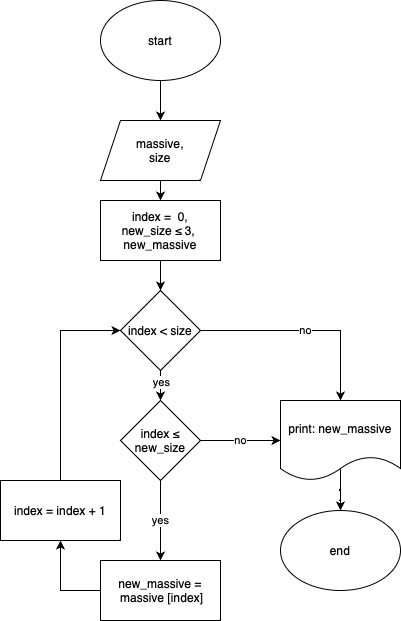 start
massive,
size
index = 0,
new_size ≤ 3,
new_massive
index < size
no
yes
index ≤
new_size
no
print: new_massive
yes
index = index + 1
end
new_massive =
massive [index]